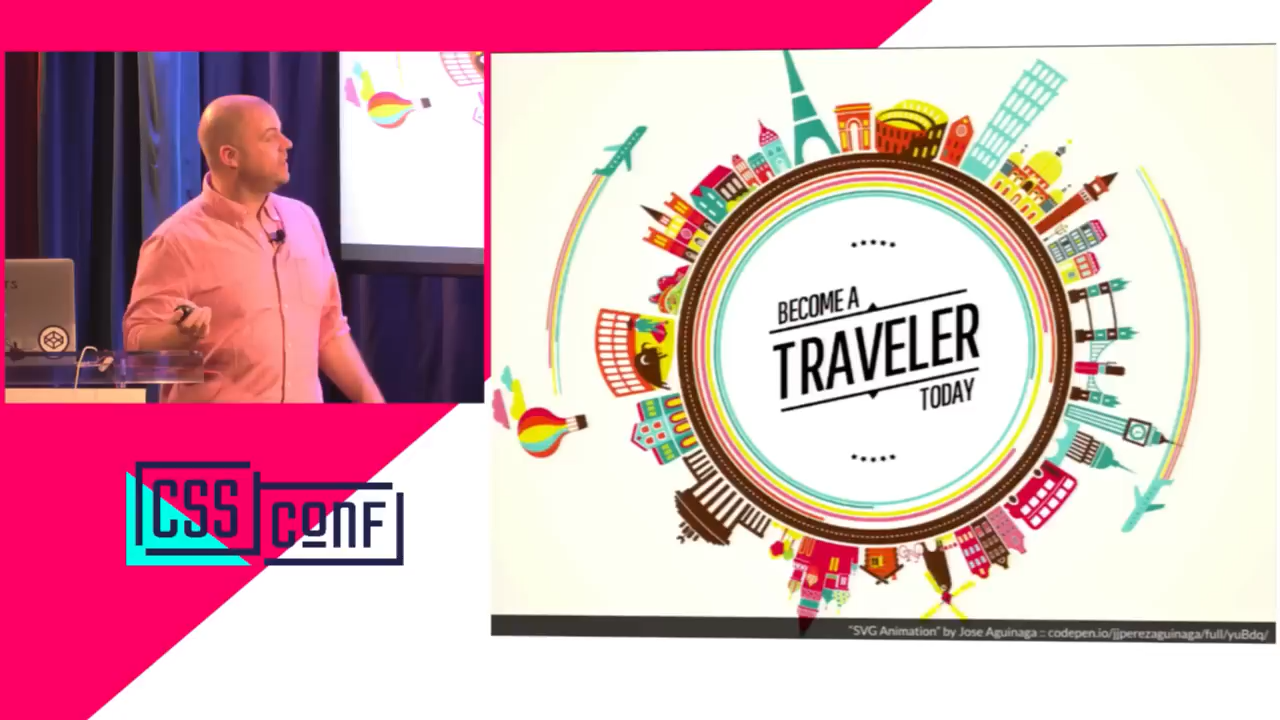 BECOME A
TRAVELER
TODAY
"SVG Animation" by Jose Aguinaga :: codepen.io/jjperezaguinaga/full/yuBdq/
CSS
conf